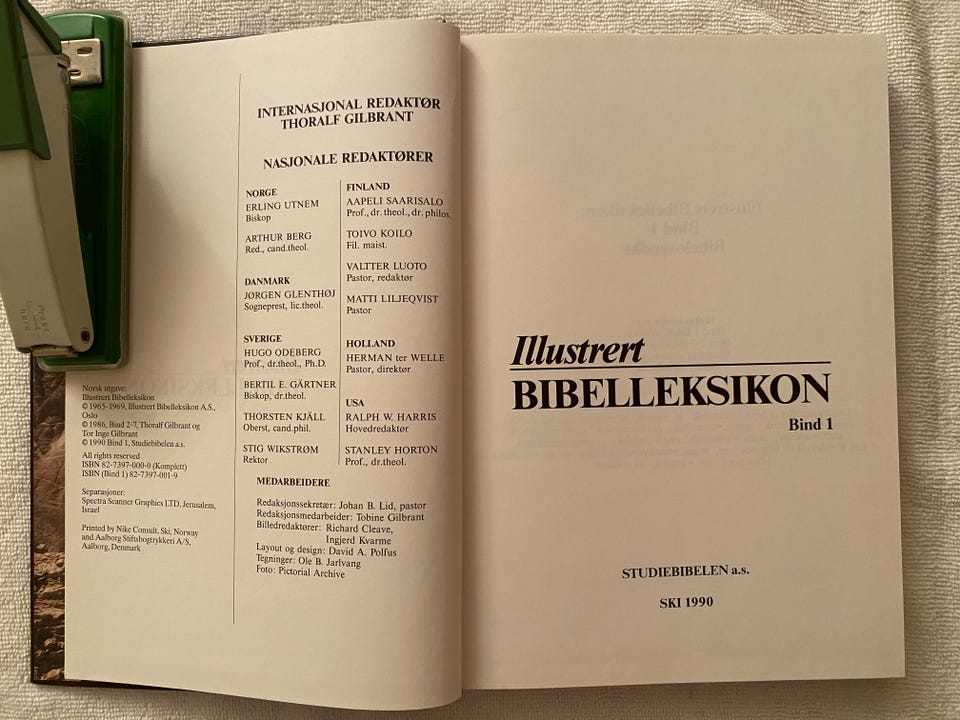 INTERNASJONAL REDAKTØR
THORALF GILBRANT
NASJONALE REDAKTØRER
NORGE
ERLING UTNEM
Biskop
ARTHUR BERG
Red., cand.theol.
DANMARK
JØRGEN GLENTHØJ
Sogneprest, lic.theol.
SVERIGE
HUGO ODEBERG
Prof., dr.theol., Ph.D.
BERTIL E. GÄRTNER
Biskop, dr.theol.
THORSTEN KJÄLL
Oberst, cand.phil.
STIG WIKSTRØM
Rektor
FINLAND
AAPELI SAARISALO
Prof., dr. theol., dr. philos.
TOIVO KOILO
Fil. maist.
VALTTER LUOTO
Pastor, redaktør
MATTI LILJEQVIST
Pastor
HOLLAND
HERMAN ter WELLE
Pastor, direktør
USA
RALPH W. HARRIS
Hovedredaktør
STANLEY HORTON
Prof., dr.theol.
MEDARBEIDERE
Redaksjonssekretær: Johan B. Lid, pastor
Redaksjonsmedarbeider: Tobine Gilbrant
Billedredaktører: Richard Cleave,
Ingjerd Kvarme
Layout og design: David A. Polfus
Tegninger: Ole B. Jarlvang
Foto: Pictorial Archive
Norsk utgave:
Illustrert Bibelleksikon
© 1965-1969, Illustrert Bibelleksikon A.S.,
Oslo
© 1986, Bind 2-7, Thoralf Gilbrant og
Tor Inge Gilbrant
© 1990 Bind 1, Studiebibelen a.s.
All rights reserved
ISBN 82-7397-000-0 (Komplett)
ISBN (Bind 1) 82-7397-001-9
Separasjoner:
Spectra Scanner Graphics LTD, Jerusalem,
Israel
Printed by Nike Consult, Ski, Norway
and Aalborg Stiftsbogtrykkeri A/S,
Aalborg, Denmark
Illustrert
BIBELLEKSIKON
Bind 1
STUDIEBIBELEN a.s.
SKI 1990